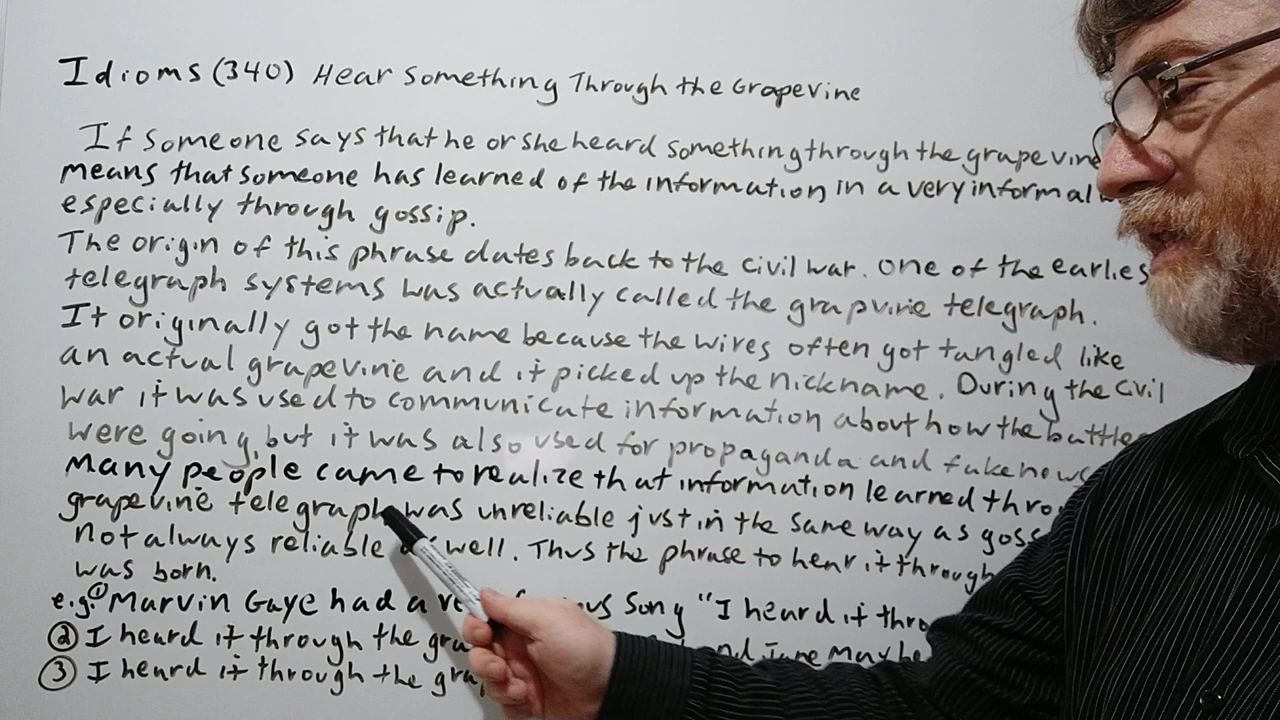 Idioms (340) Hear Something Through the Grapevine
If someone says that he or she heard something through the grapevine
means that someone has learned of the information in a very informal
especially through gossip.
The origin of this phrase dates back to the civil war. One of the earlies
telegraph systems was actually called the grapvine telegraph.
It originally got the name because the wires often got tangled like
an actual grapevine and it picked up the nickname. During the Civil
War it was used to communicate information about how the battle
were going, but it was also used for propaganda and fake news
Many people came to realize that information learned thro
grapevine telegraph was unreliable just in the same way as goss
not always reliable as well. Thus the phrase to hear it through
was born.
e.g. ① Marvin Gaye had a Song "I heard it thro
② I heard it through the gra and June May be
③ I heard it through the grap